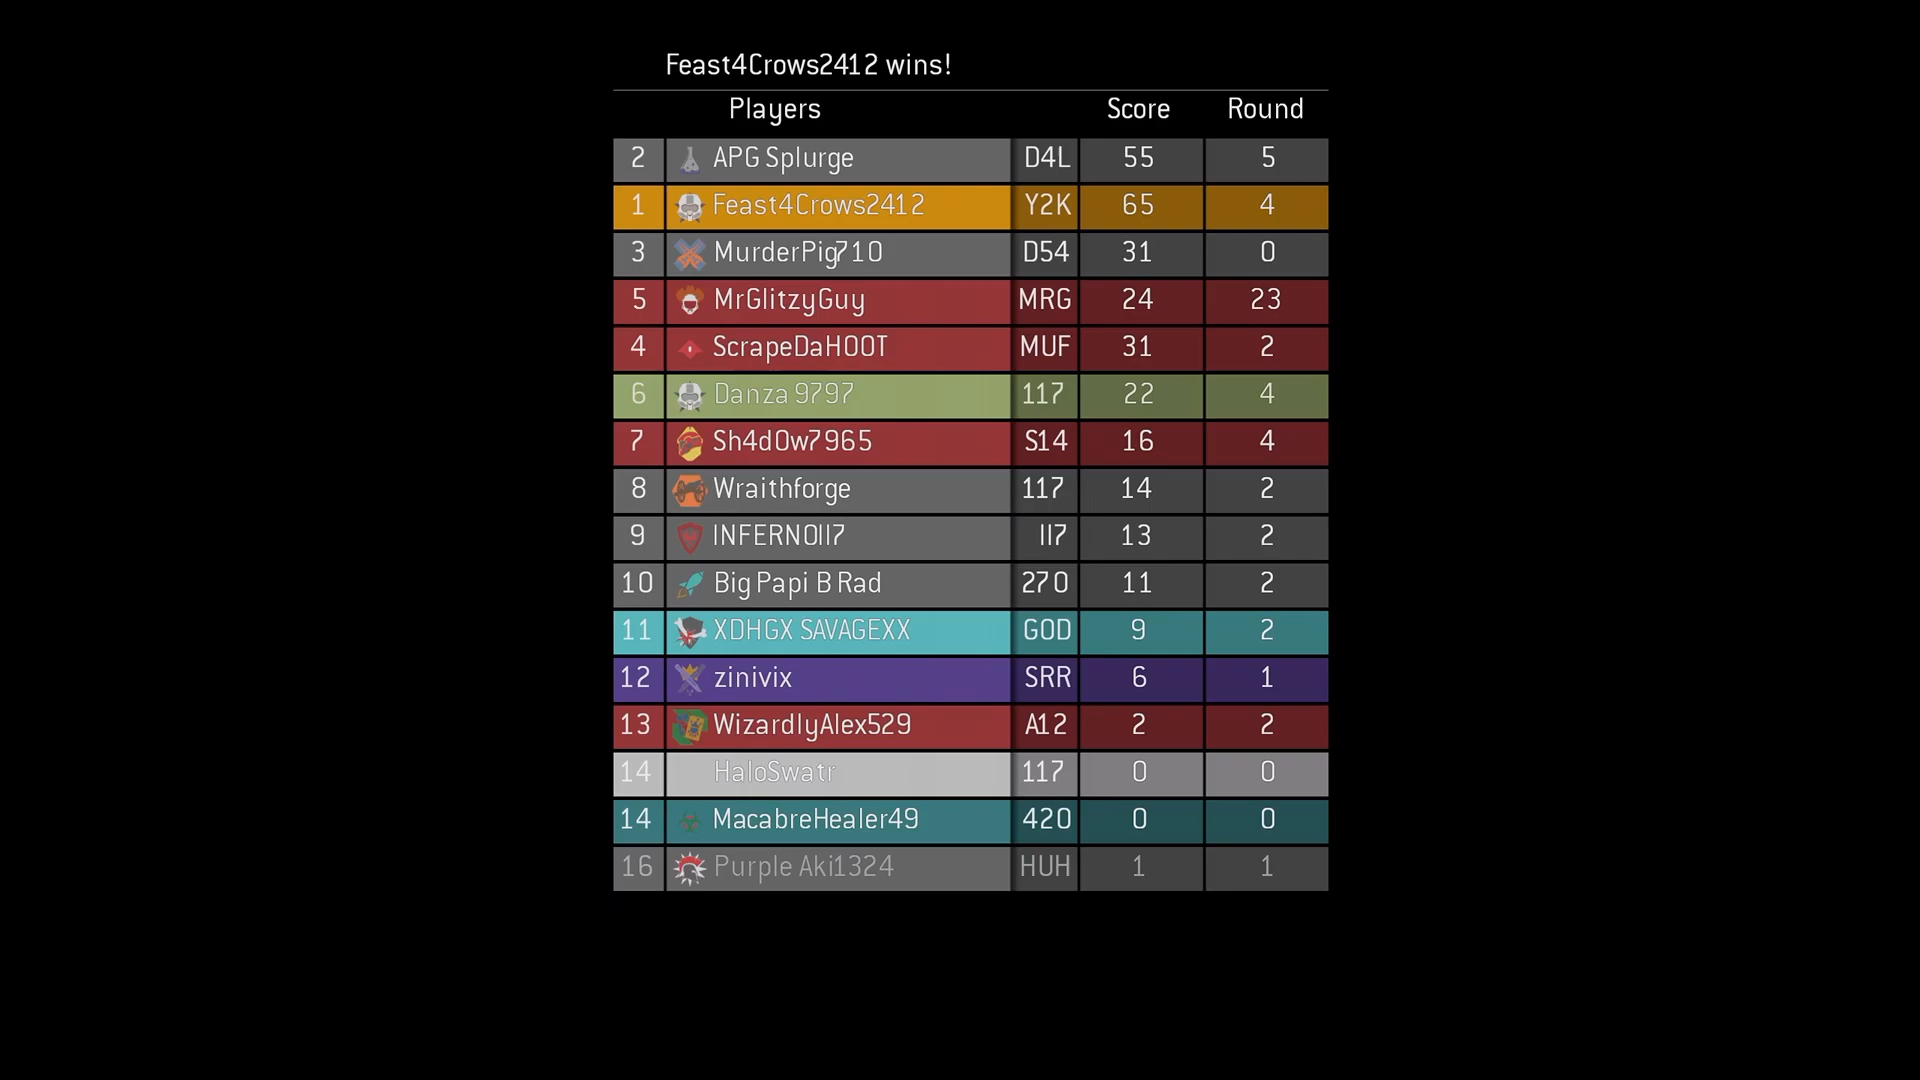 Feast4Crows2412 wins!
Players Score Round
2 APG Splurge D4L 55 5
1 Feast4Crows2412 Y2K 65 4
3 MurderPig710 D54 31 0
5 MrGlitzyGuy MRG 24 23
4 ScrapeDaHOOT MUF 31 2
6 Danza 9797 117 22 4
7 Sh4d0w7965 S14 16 4
8 Wraithforge 117 14 2
9 INFERNOII7 II7 13 2
10 Big Papi B Rad 270 11 2
11 XDHGX SAVAGEXX GOD 9 2
12 zinivix SRR 6 1
13 WizardlyAlex529 A12 2 2
14 HaloSwatr 117 0 0
14 MacabreHealer49 420 0 0
16 Purple Aki1324 HUH 1 1